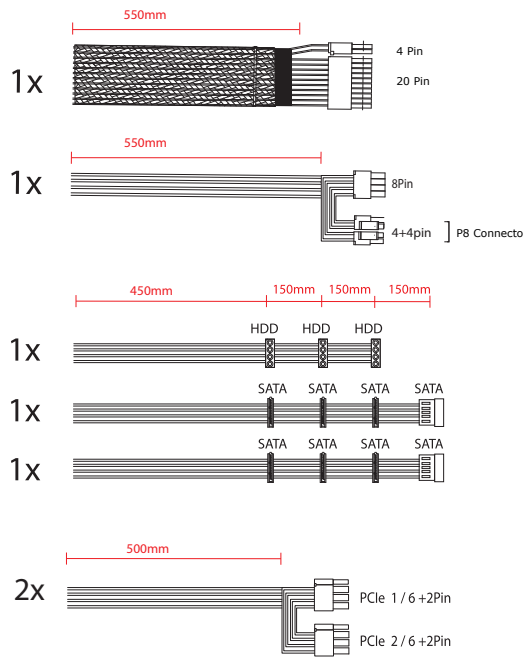 550mm
4 Pin
1x
20 Pin
550mm
1x
8Pin
4+4pin
P8 Connecto
450mm
150mm
150mm
150mm
HDD HDD HDD
1x
SATA SATA SATA SATA
1x
SATA SATA SATA SATA
1x
500mm
2x
PCIe 1 / 6 +2Pin
PCIe 2 / 6 +2Pin